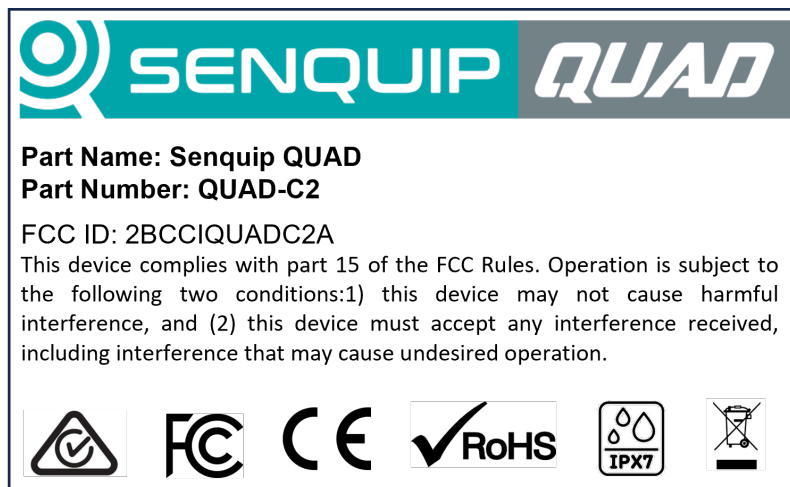 SENQUIP QUAD
Part Name: Senquip QUAD
Part Number: QUAD-C2
FCC ID: 2BCCIQUADC2A
This device complies with part 15 of the FCC Rules. Operation is subject to
the following two conditions:1) this device may not cause harmful
interference, and (2) this device must accept any interference received,
including interference that may cause undesired operation.
FC CE RoHS IPX7